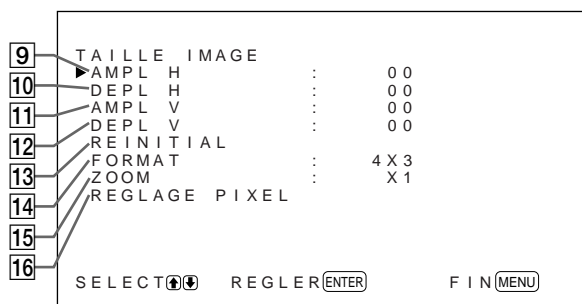 TAILLE IMAGE
9 ▶AMPL H : 00
10 DEPL H : 00
11 AMPL V : 00
12 DEPL V : 00
13 REINITIAL
14 FORMAT : 4X3
15 ZOOM : X1
16 REGLAGE PIXEL
SELECT↑↓ REGLER ENTER FIN MENU